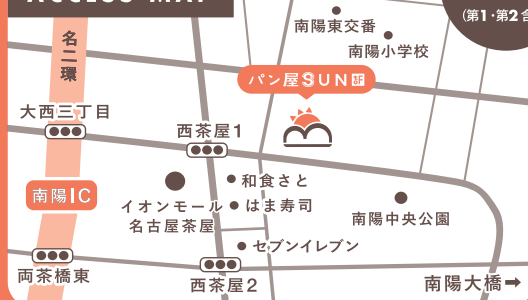 ACCESS MAP
(第1・第2合
南陽東交番
南陽小学校
名二環
パン屋SUN 3F
大西三丁目
西茶屋1
和食さと
南陽IC
イオンモール
名古屋茶屋
はま寿司
南陽中央公園
セブンイレブン
両茶橋東
西茶屋2
南陽大橋➡